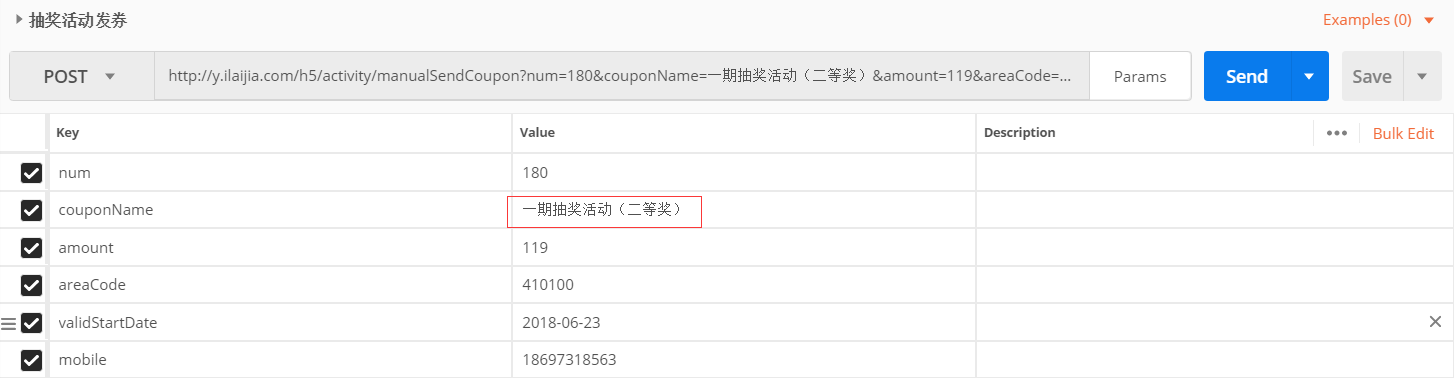 抽奖活动发券
Examples (0)
POST http://y.ilaijia.com/h5/activity/manualSendCoupon?num=180&couponName=一期抽奖活动（二等奖）&amount=119&areaCode=... Params Send Save
Key Value Description ••• Bulk Edit
num 180
couponName 一期抽奖活动（二等奖）
amount 119
areaCode 410100
validStartDate 2018-06-23
mobile 18697318563